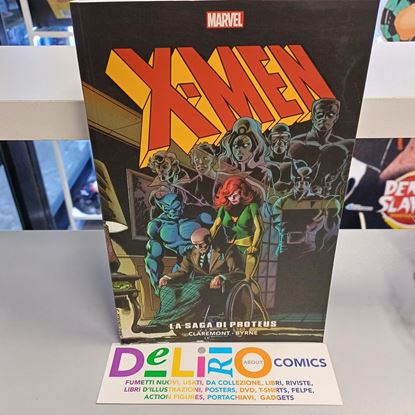 MARVEL
X-MEN
LA SAGA DI PROTEUS
CLAREMONT · BYRNE
DELIRIO
ABOUT
COMICS
FUMETTI NUOVI, USATI, DA COLLEZIONE, LIBRI, RIVISTE,
LIBRI D'ILLUSTRAZIONI, POSTERS, DVD, T-SHIRTS, FELPE,
ACTION FIGURES, PORTACHIAVI, GADGETS